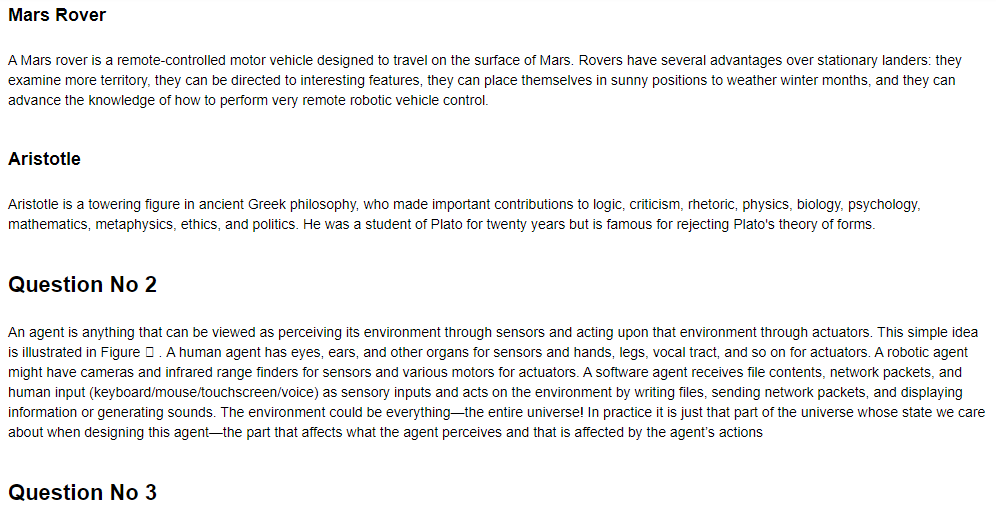 Mars Rover
A Mars rover is a remote-controlled motor vehicle designed to travel on the surface of Mars. Rovers have several advantages over stationary landers: they
examine more territory, they can be directed to interesting features, they can place themselves in sunny positions to weather winter months, and they can
advance the knowledge of how to perform very remote robotic vehicle control.
Aristotle
Aristotle is a towering figure in ancient Greek philosophy, who made important contributions to logic, criticism, rhetoric, physics, biology, psychology,
mathematics, metaphysics, ethics, and politics. He was a student of Plato for twenty years but is famous for rejecting Plato's theory of forms.
Question No 2
An agent is anything that can be viewed as perceiving its environment through sensors and acting upon that environment through actuators. This simple idea
is illustrated in Figure  . A human agent has eyes, ears, and other organs for sensors and hands, legs, vocal tract, and so on for actuators. A robotic agent
might have cameras and infrared range finders for sensors and various motors for actuators. A software agent receives file contents, network packets, and
human input (keyboard/mouse/touchscreen/voice) as sensory inputs and acts on the environment by writing files, sending network packets, and displaying
information or generating sounds. The environment could be everything—the entire universe! In practice it is just that part of the universe whose state we care
about when designing this agent—the part that affects what the agent perceives and that is affected by the agent’s actions
Question No 3